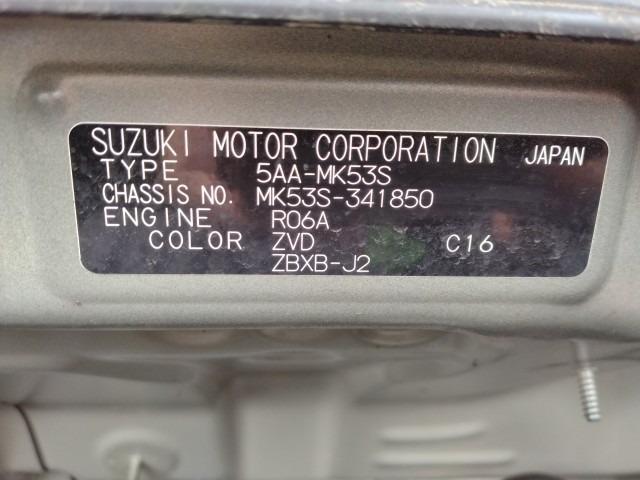 SUZUKI MOTOR CORPORATION JAPAN
TYPE 5AA-MK53S
CHASSIS NO. MK53S-341850
ENGINE R06A
COLOR ZVD C16
ZBXB-J2